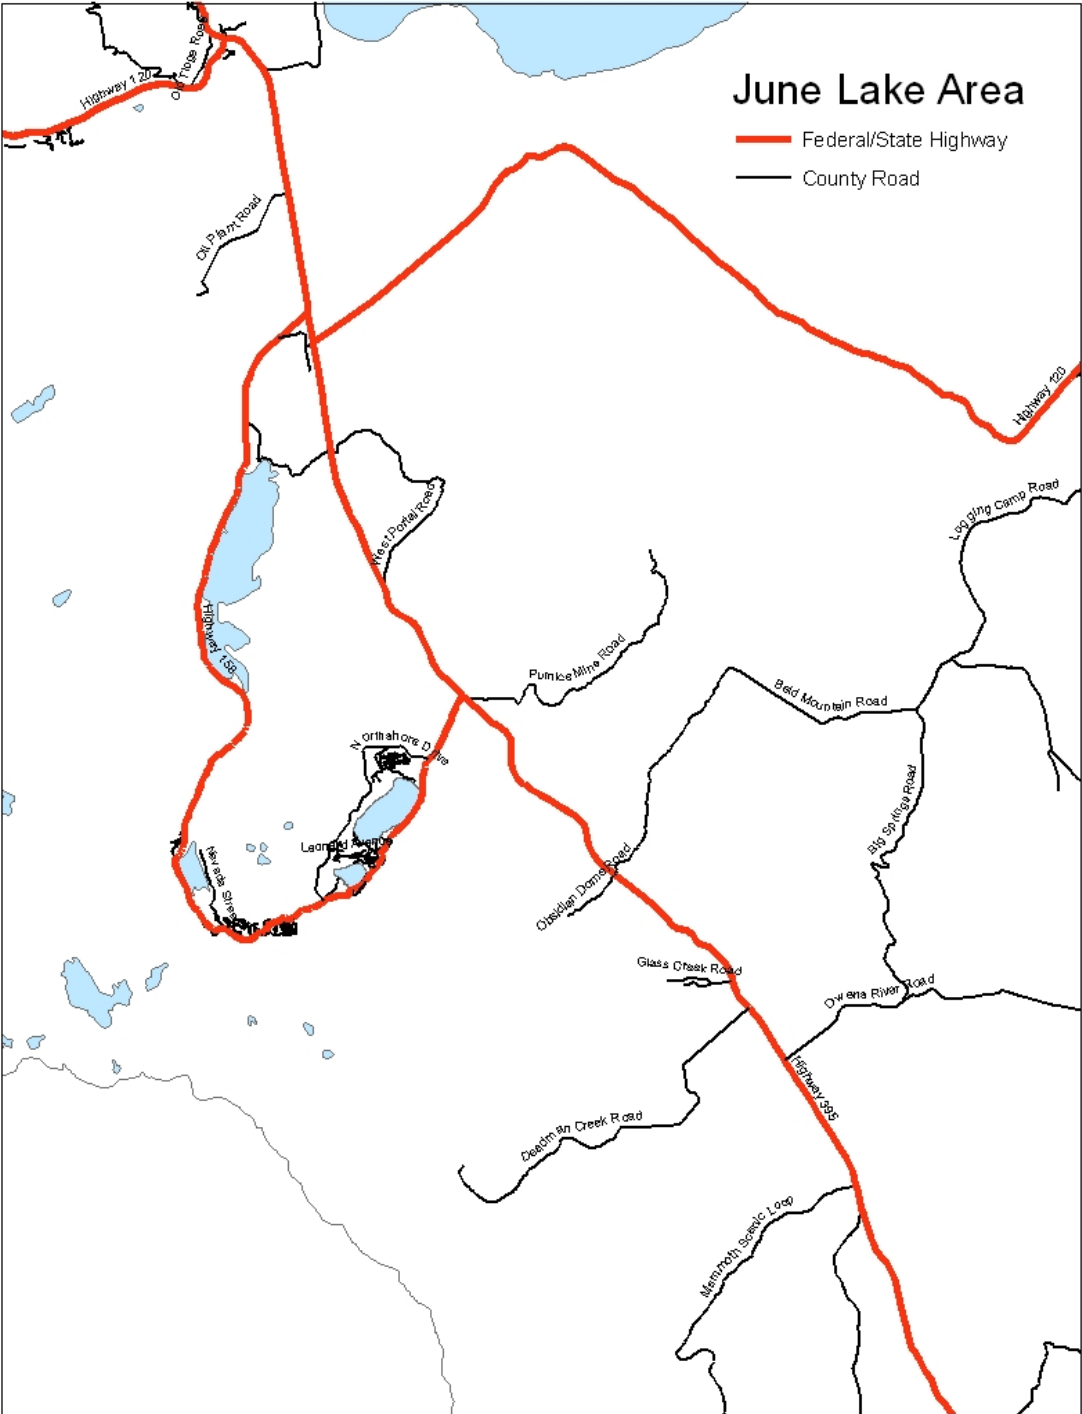 June Lake Area
Federal/State Highway
County Road
Highway 120
Old Tioga Road
Oil Plant Road
Highway 120
Logging Camp Road
West Portal Road
Highway 158
Pumice Mine Road
Bald Mountain Road
Northshore Drive
Big Springs Road
Leonard Avenue
Nevada Street
Obsidian Dome Road
Glass Creek Road
Owens River Road
Highway 395
Deadman Creek Road
Mammoth Scenic Loop